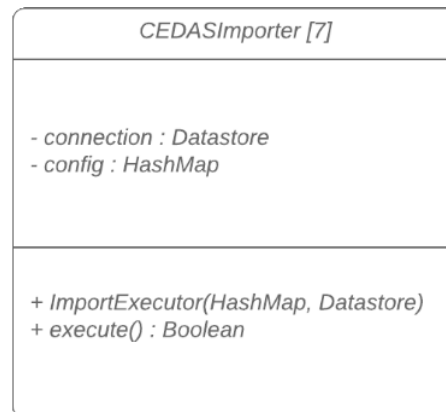 CEDASImporter [7]
- connection : Datastore
- config : HashMap
+ ImportExecutor(HashMap, Datastore)
+ execute() : Boolean